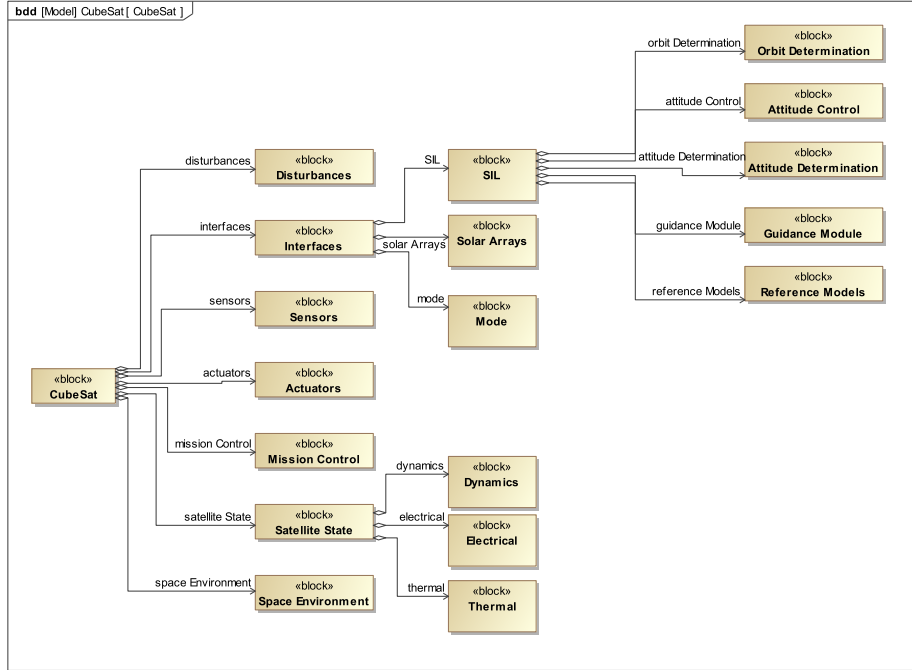 bdd [Model] CubeSat [ CubeSat ]
orbit Determination
«block»
Orbit Determination
attitude Control
«block»
Attitude Control
attitude Determination
«block»
Attitude Determination
guidance Module
«block»
Guidance Module
reference Models
«block»
Reference Models
disturbances
«block»
Disturbances
SIL
«block»
SIL
interfaces
«block»
Interfaces
solar Arrays
«block»
Solar Arrays
mode
«block»
Mode
sensors
«block»
Sensors
«block»
CubeSat
actuators
«block»
Actuators
mission Control
«block»
Mission Control
dynamics
«block»
Dynamics
satellite State
«block»
Satellite State
electrical
«block»
Electrical
thermal
«block»
Thermal
space Environment
«block»
Space Environment